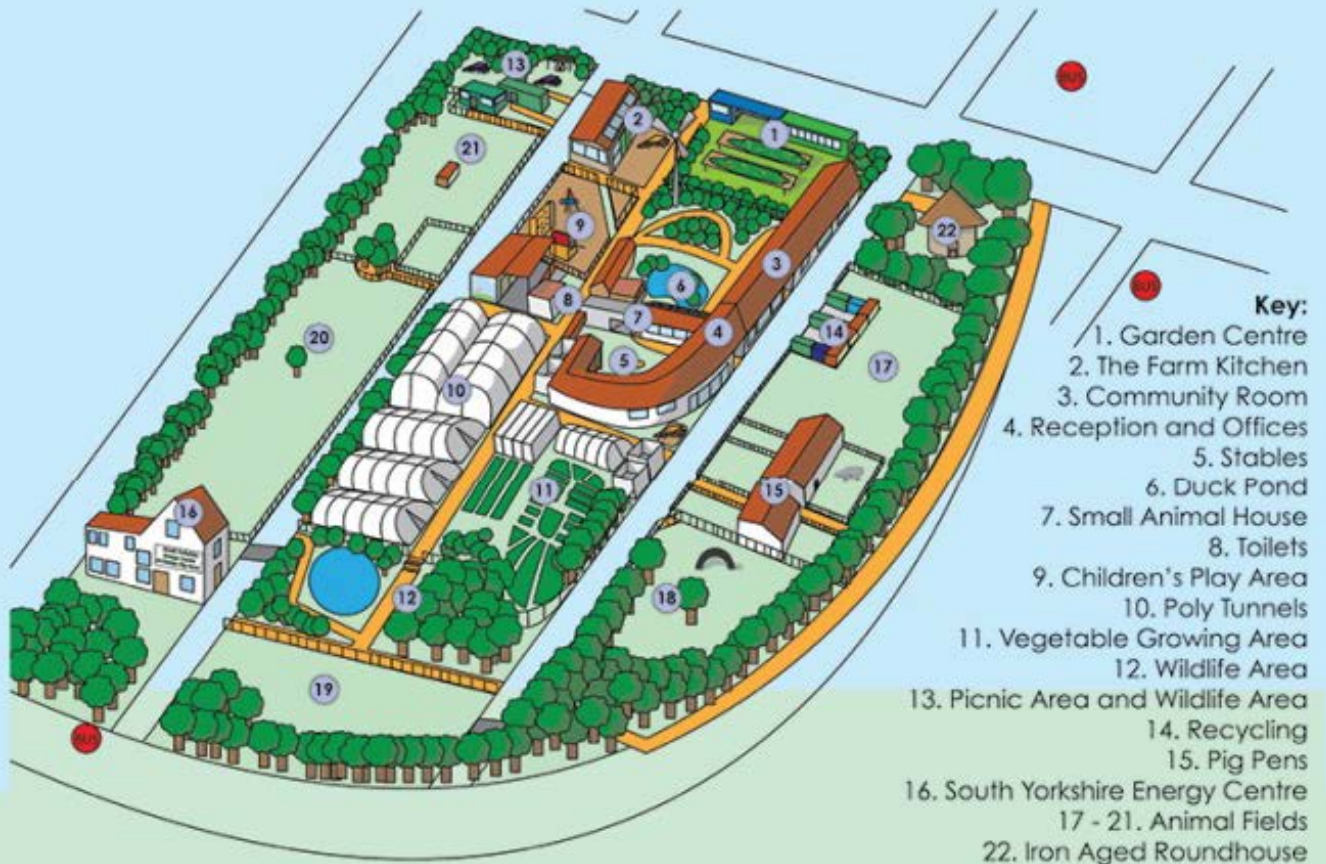 13
2
1
21
9
22
3
6
8
7
4
14
5
20
17
10
15
11
16
18
12
19
BUS
BUS
BUS
Key:
1. Garden Centre
2. The Farm Kitchen
3. Community Room
4. Reception and Offices
5. Stables
6. Duck Pond
7. Small Animal House
8. Toilets
9. Children's Play Area
10. Poly Tunnels
11. Vegetable Growing Area
12. Wildlife Area
13. Picnic Area and Wildlife Area
14. Recycling
15. Pig Pens
16. South Yorkshire Energy Centre
17 - 21. Animal Fields
22. Iron Aged Roundhouse